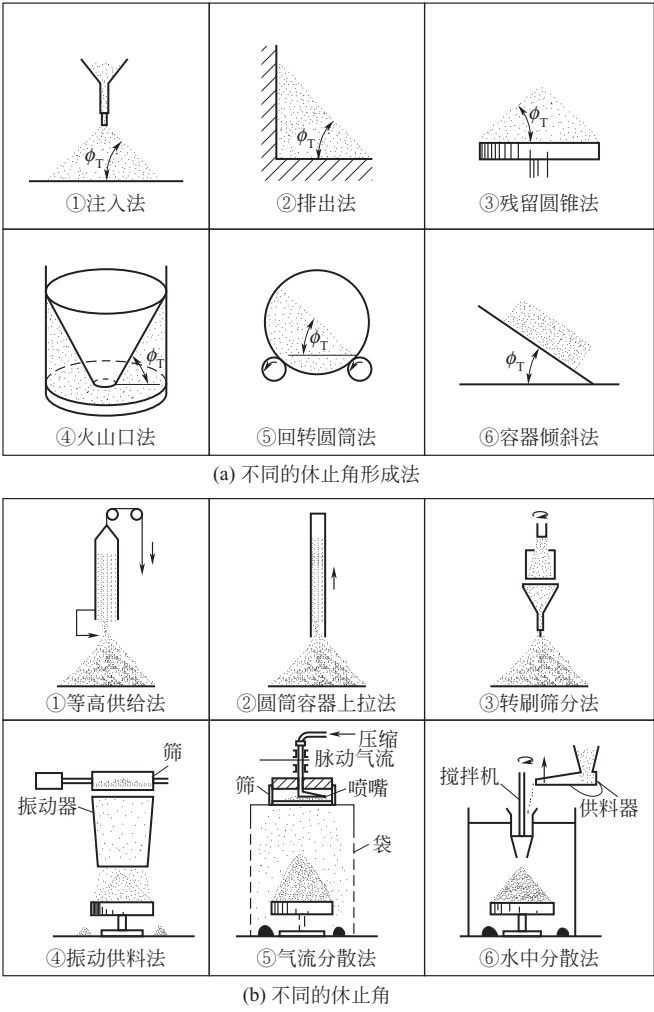 ϕT
①注入法
ϕT
②排出法
ϕT
③残留圆锥法
ϕT
④火山口法
ϕT
⑤回转圆筒法
ϕT
⑥容器倾斜法
(a) 不同的休止角形成法
①等高供给法
②圆筒容器上拉法
③转刷筛分法
筛
振动器
④振动供料法
压缩
脉动气流
筛
喷嘴
袋
⑤气流分散法
搅拌机
供料器
⑥水中分散法
(b) 不同的休止角